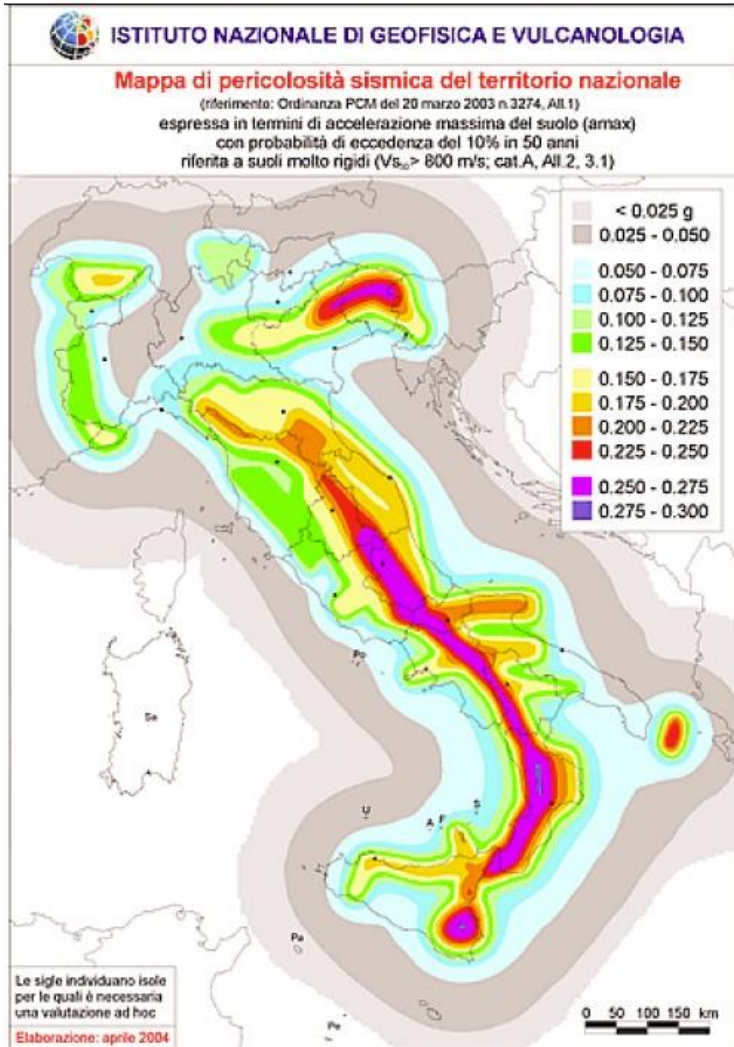 ISTITUTO NAZIONALE DI GEOFISICA E VULCANOLOGIA
Mappa di pericolosità sismica del territorio nazionale
(riferimento: Ordinanza PCM del 20 marzo 2003 n.3274, All.1)
espressa in termini di accelerazione massima del suolo (amax)
con probabilità di eccedenza del 10% in 50 anni
riferita a suoli molto rigidi (Vs30> 800 m/s; cat.A, All.2, 3.1)
< 0.025 g
0.025 - 0.050
0.050 - 0.075
0.075 - 0.100
0.100 - 0.125
0.125 - 0.150
0.150 - 0.175
0.175 - 0.200
0.200 - 0.225
0.225 - 0.250
0.250 - 0.275
0.275 - 0.300
Po
Sa
U
A
F
S
Pa
Pe
Le sigle individuano isole
per le quali è necessaria
una valutazione ad hoc
Elaborazione: aprile 2004
0 50 100 150 km